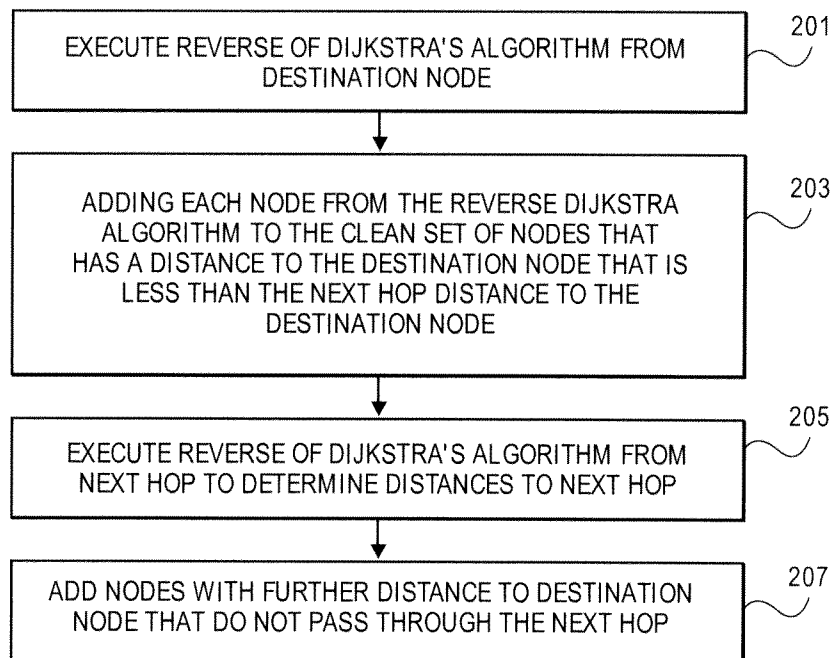 EXECUTE REVERSE OF DIJKSTRA'S ALGORITHM FROM
DESTINATION NODE
201
ADDING EACH NODE FROM THE REVERSE DIJKSTRA
ALGORITHM TO THE CLEAN SET OF NODES THAT
HAS A DISTANCE TO THE DESTINATION NODE THAT IS
LESS THAN THE NEXT HOP DISTANCE TO THE
DESTINATION NODE
203
EXECUTE REVERSE OF DIJKSTRA'S ALGORITHM FROM
NEXT HOP TO DETERMINE DISTANCES TO NEXT HOP
205
ADD NODES WITH FURTHER DISTANCE TO DESTINATION
NODE THAT DO NOT PASS THROUGH THE NEXT HOP
207